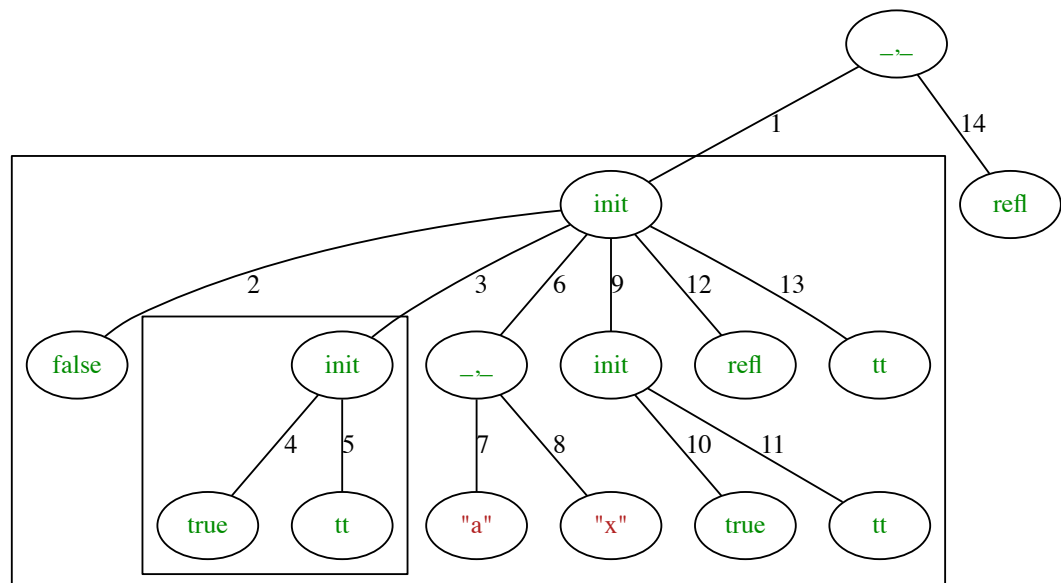 _,_
1
14
init
refl
2
3
6
9
12
13
false
init
_,_
init
refl
tt
4
5
7
8
10
11
true
tt
"a"
"x"
true
tt